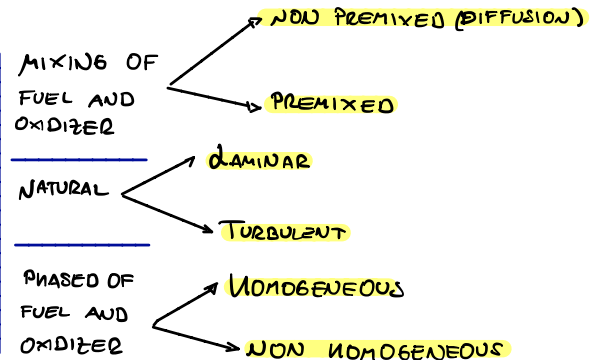 NON PREMIXED (DIFFUSION)
MIXING OF
FUEL AND
OXIDIZER
PREMIXED
LAMINAR
NATURAL
TURBULENT
PHASED OF
FUEL AND
OXIDIZER
HOMOGENEOUS
NON HOMOGENEOUS